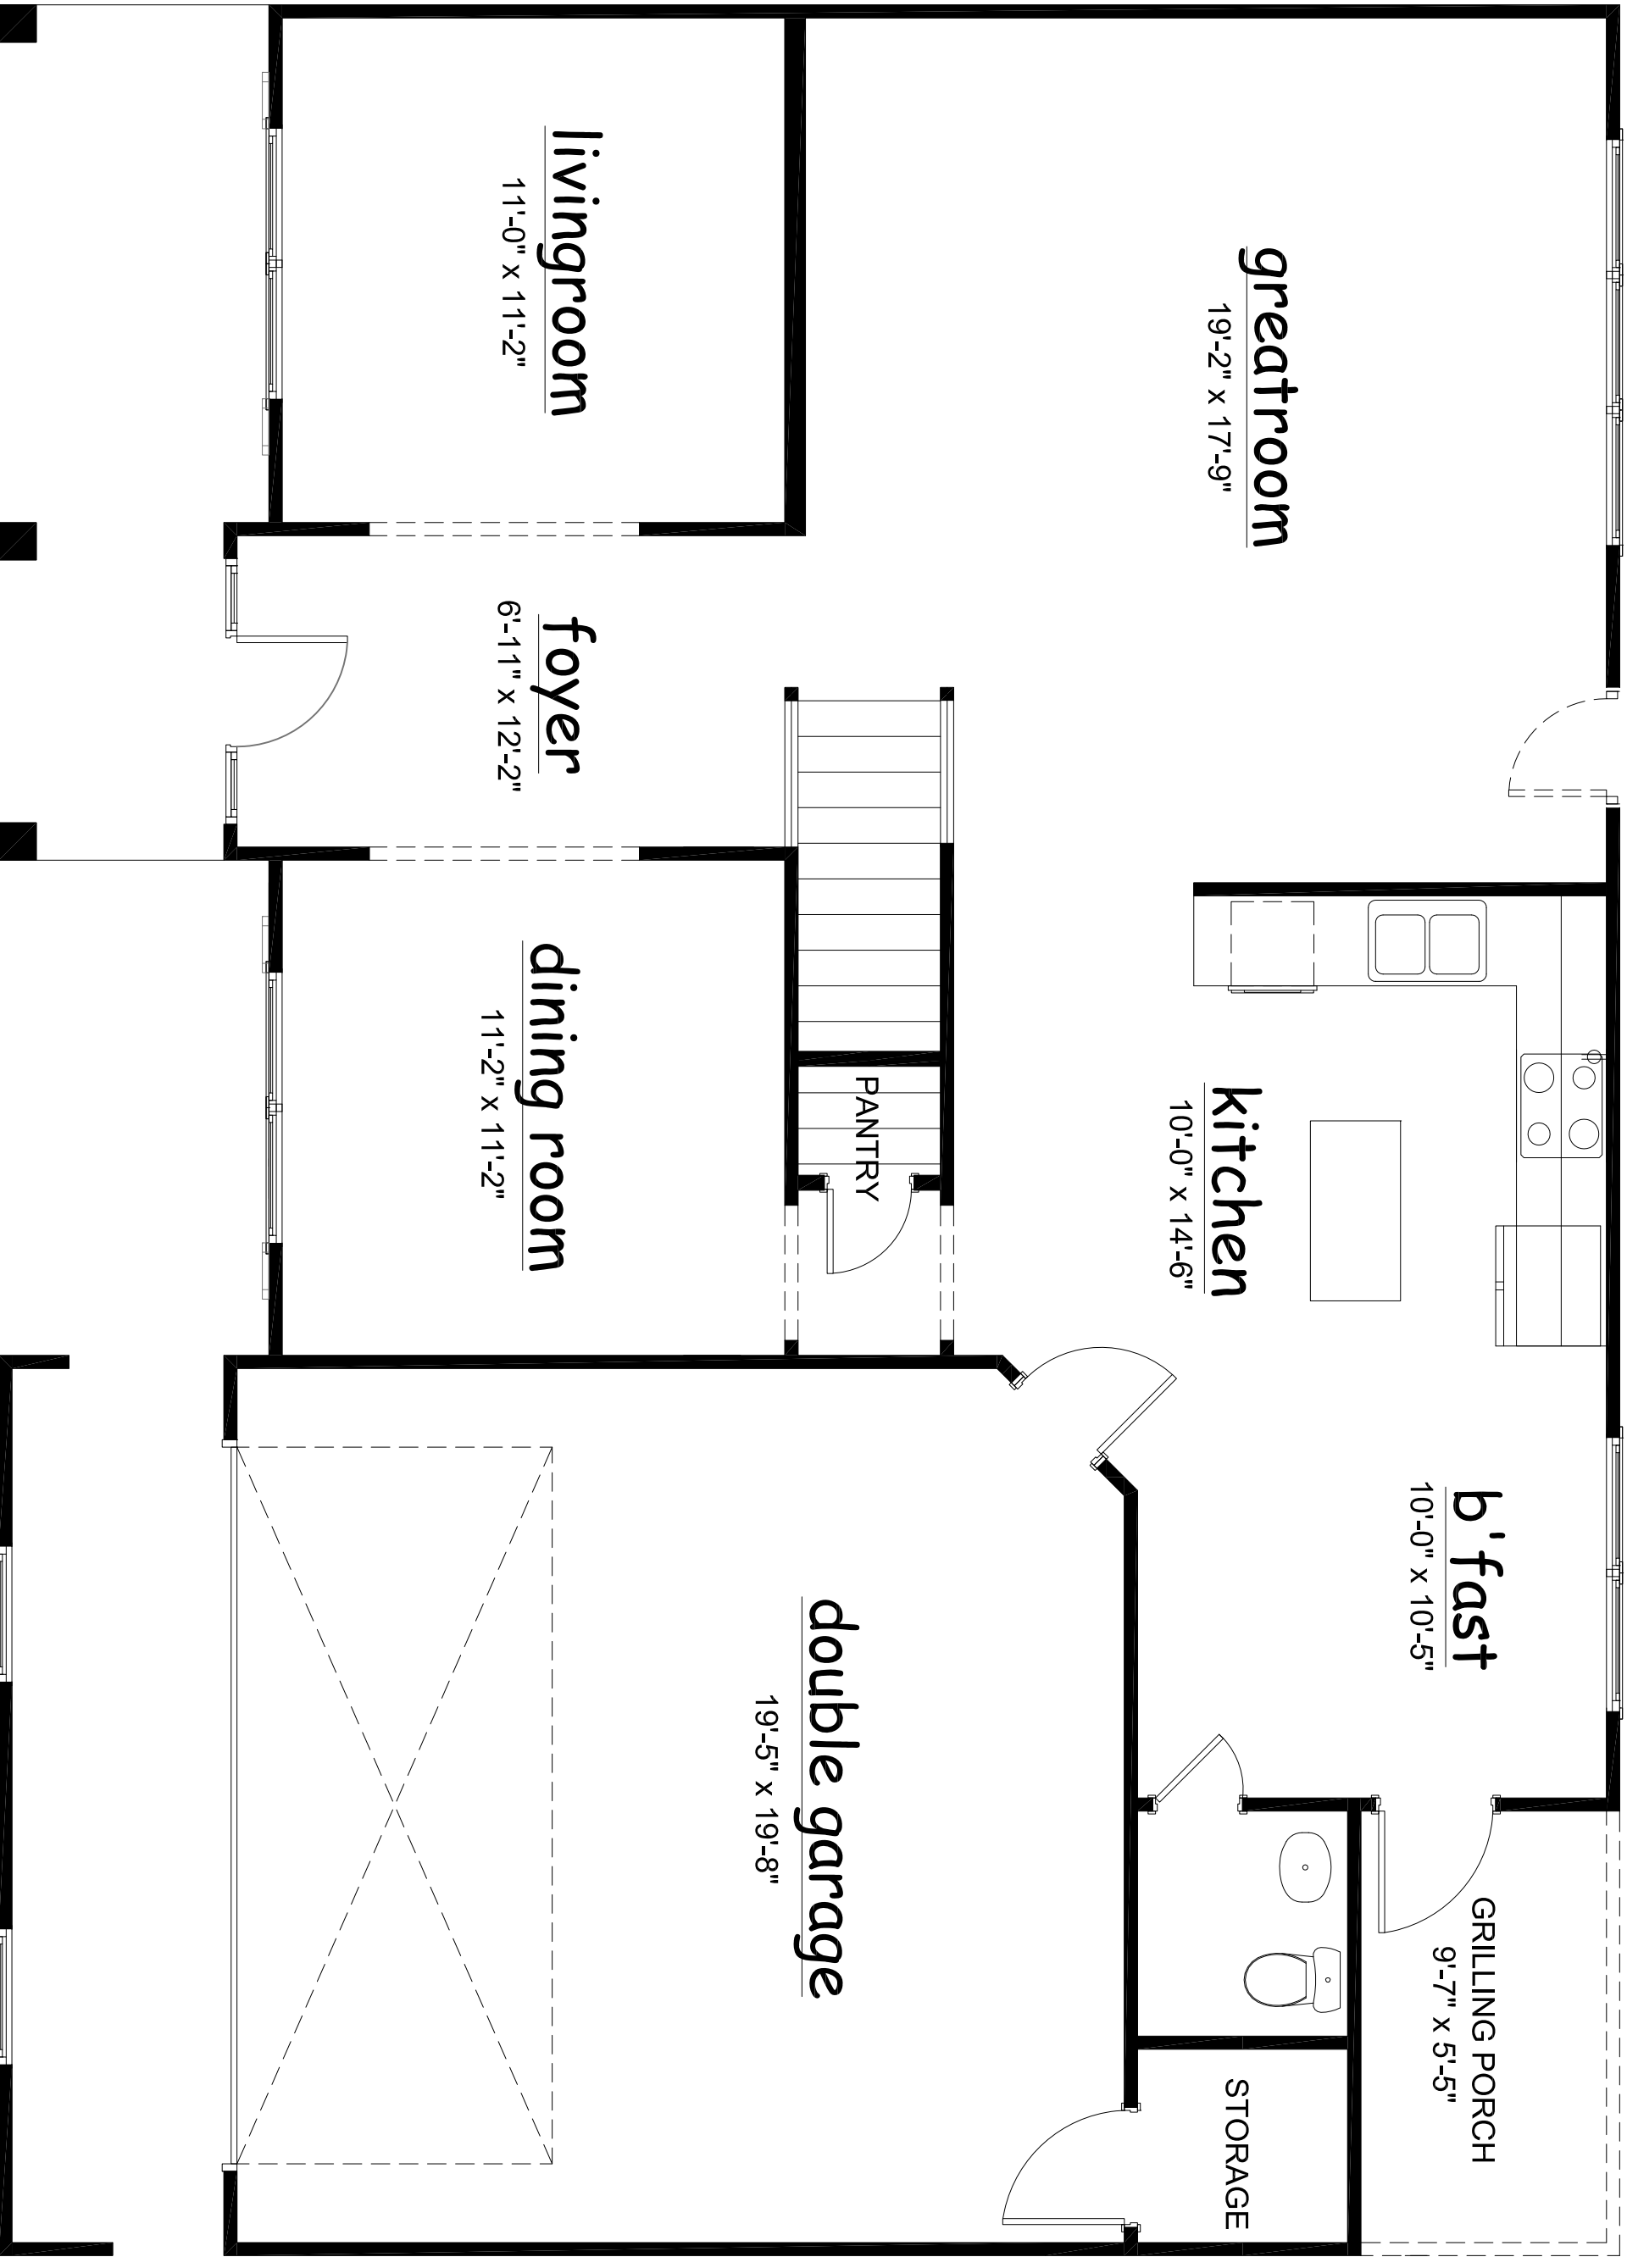 greatroom
19'-2" x 17'-9"
b'fast
10'-0" x 10'-5"
GRILLING PORCH
9'-7" x 5'-5"
kitchen
10'-0" x 14'-6"
STORAGE
PANTRY
livingroom
11'-0" x 11'-2"
foyer
6'-11" x 12'-2"
dining room
11'-2" x 11'-2"
double garage
19'-5" x 19'-8"